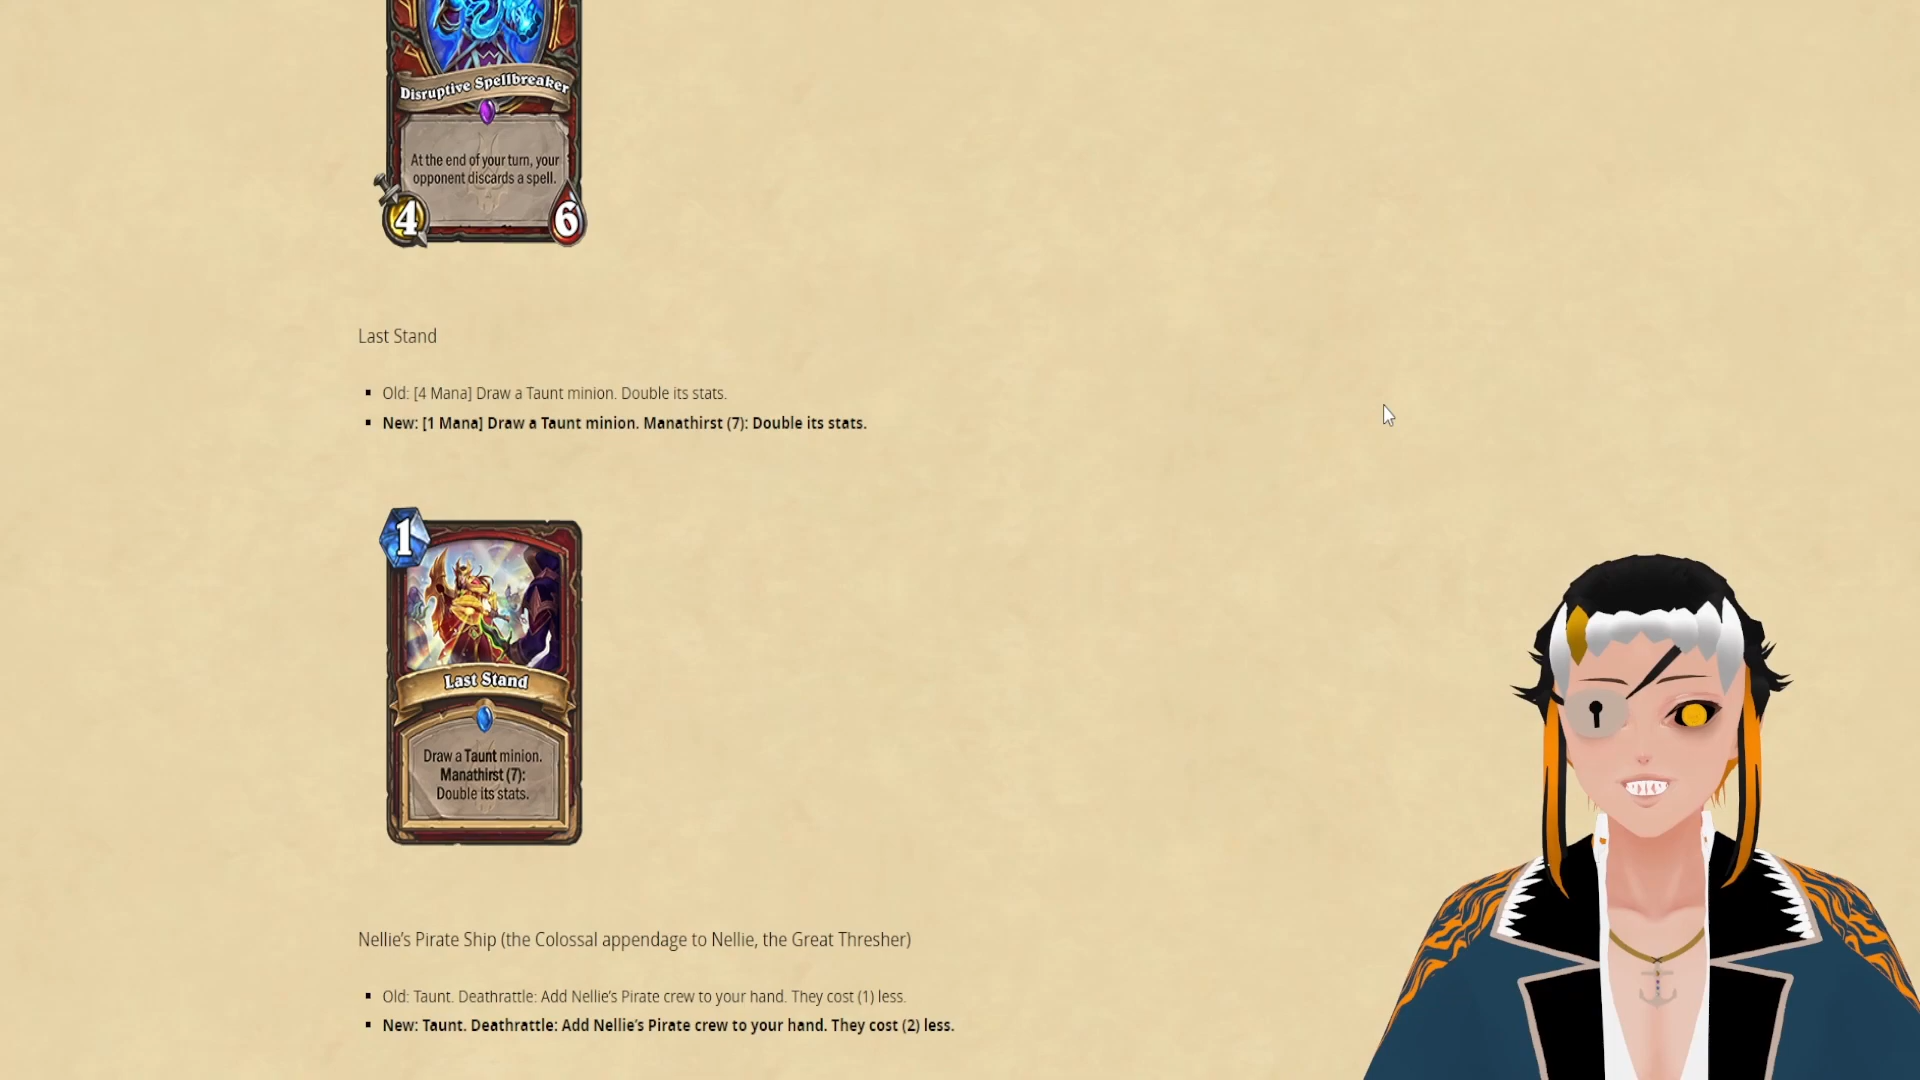 Disruptive Spellbreaker
At the end of your turn, your
opponent discards a spell.
4
6
Last Stand
Old: [4 Mana] Draw a Taunt minion. Double its stats.
New: [1 Mana] Draw a Taunt minion. Manathirst (7): Double its stats.
1
Last Stand
Draw a Taunt minion.
Manathirst (7):
Double its stats.
Nellie’s Pirate Ship (the Colossal appendage to Nellie, the Great Thresher)
Old: Taunt. Deathrattle: Add Nellie’s Pirate crew to your hand. They cost (1) less.
New: Taunt. Deathrattle: Add Nellie’s Pirate crew to your hand. They cost (2) less.